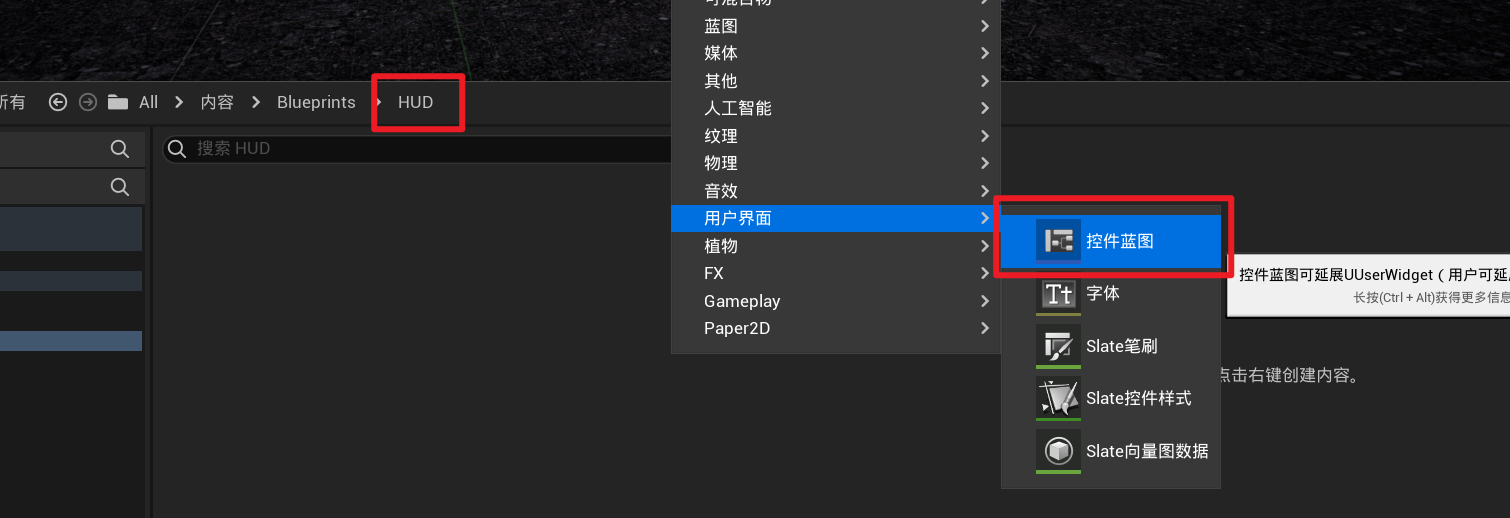 蓝图
媒体
其他
人工智能
纹理
物理
音效
用户界面
植物
FX
Gameplay
Paper2D
所有 All 内容 Blueprints HUD
搜索 HUD
控件蓝图
字体
Slate笔刷
Slate控件样式
Slate向量图数据
控件蓝图可延展UUserWidget（用户可延
长按(Ctrl + Alt)获得更多信息
点击右键创建内容。